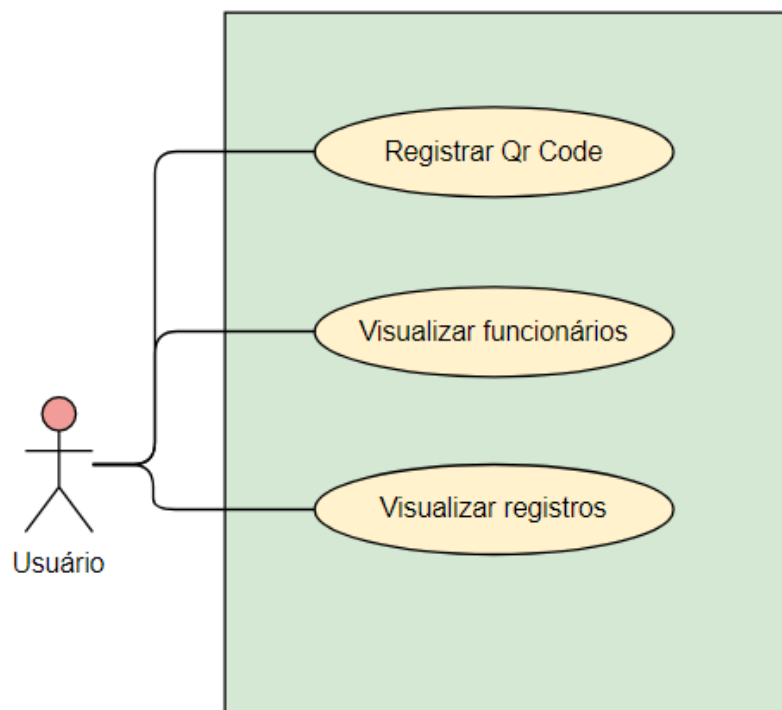 Registrar Qr Code
Visualizar funcionários
Visualizar registros
Usuário